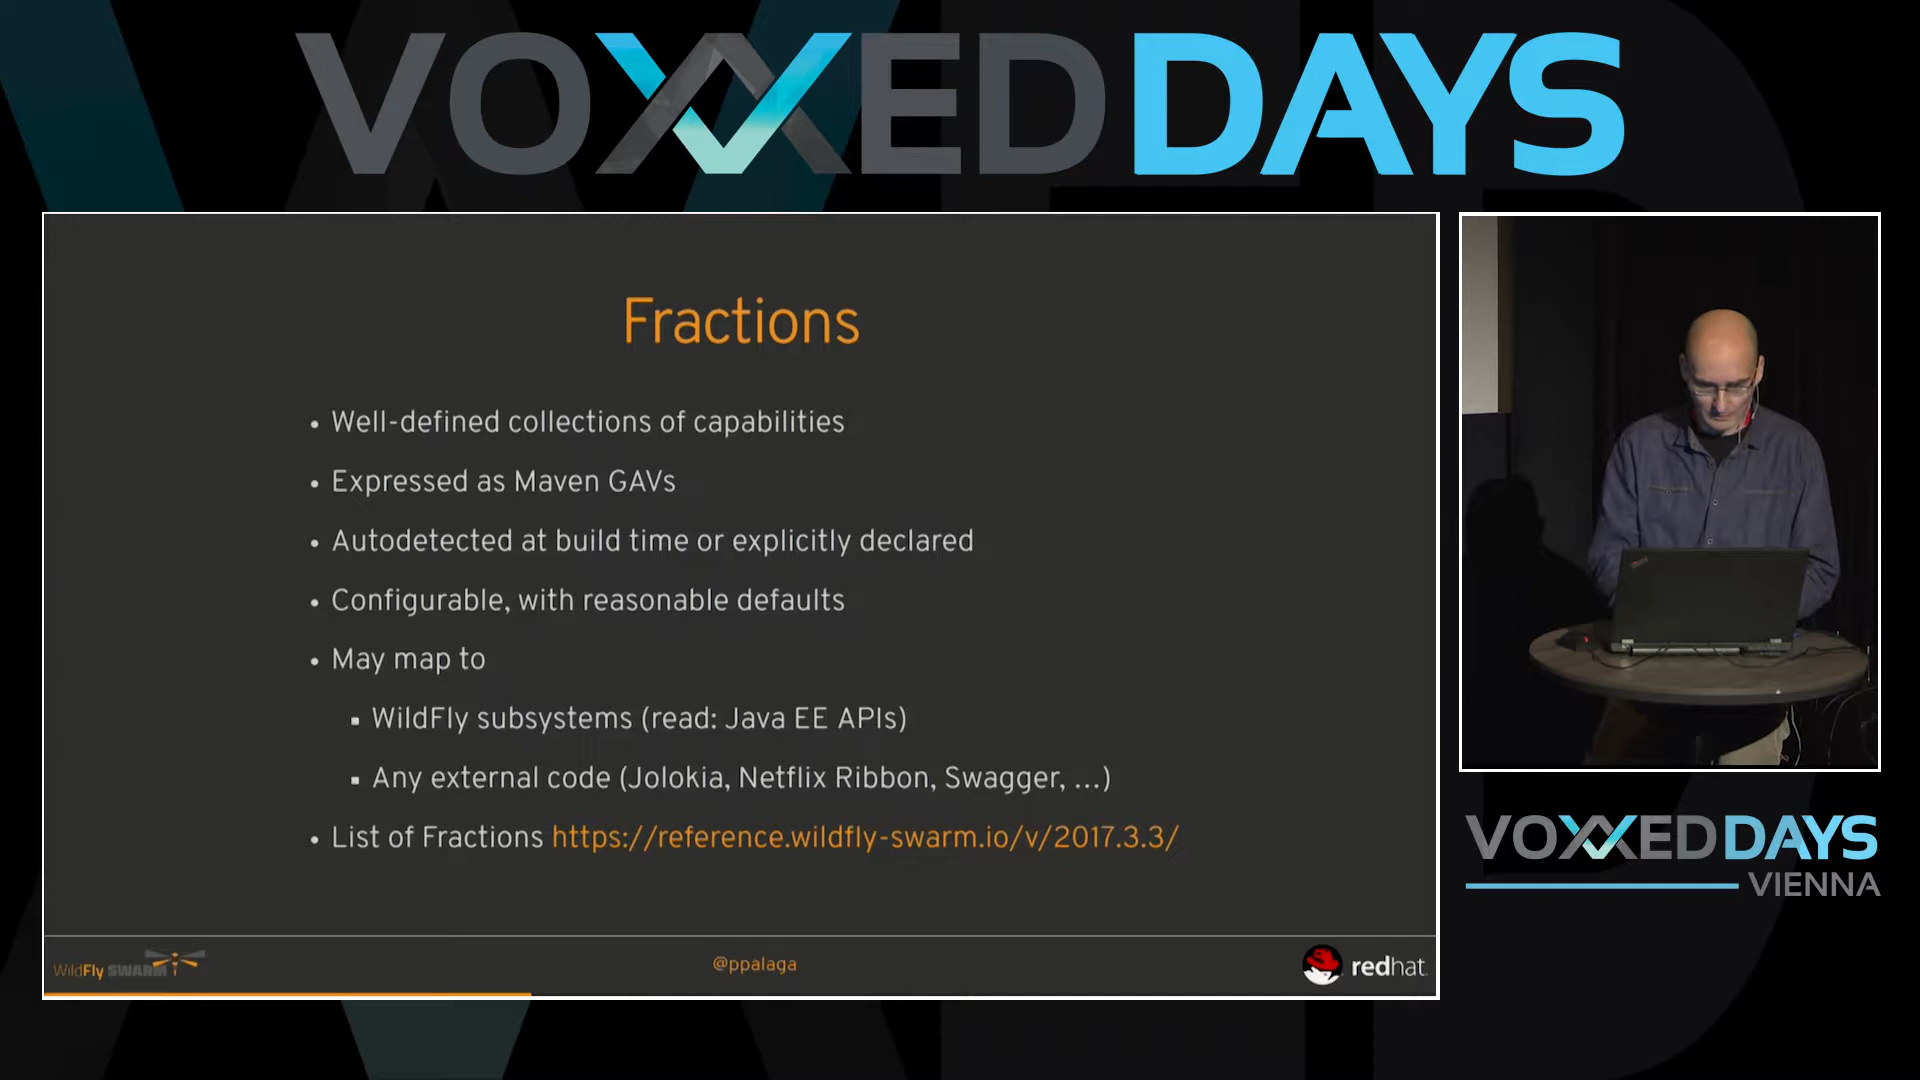 VOXXED DAYS
Fractions
• Well-defined collections of capabilities
• Expressed as Maven GAVs
• Autodetected at build time or explicitly declared
• Configurable, with reasonable defaults
• May map to
▪ WildFly subsystems (read: Java EE APIs)
▪ Any external code (Jolokia, Netflix Ribbon, Swagger, ...)
• List of Fractions https://reference.wildfly-swarm.io/v/2017.3.3/
WildFly SWARM
@ppalaga
redhat.
VOXXED DAYS
VIENNA